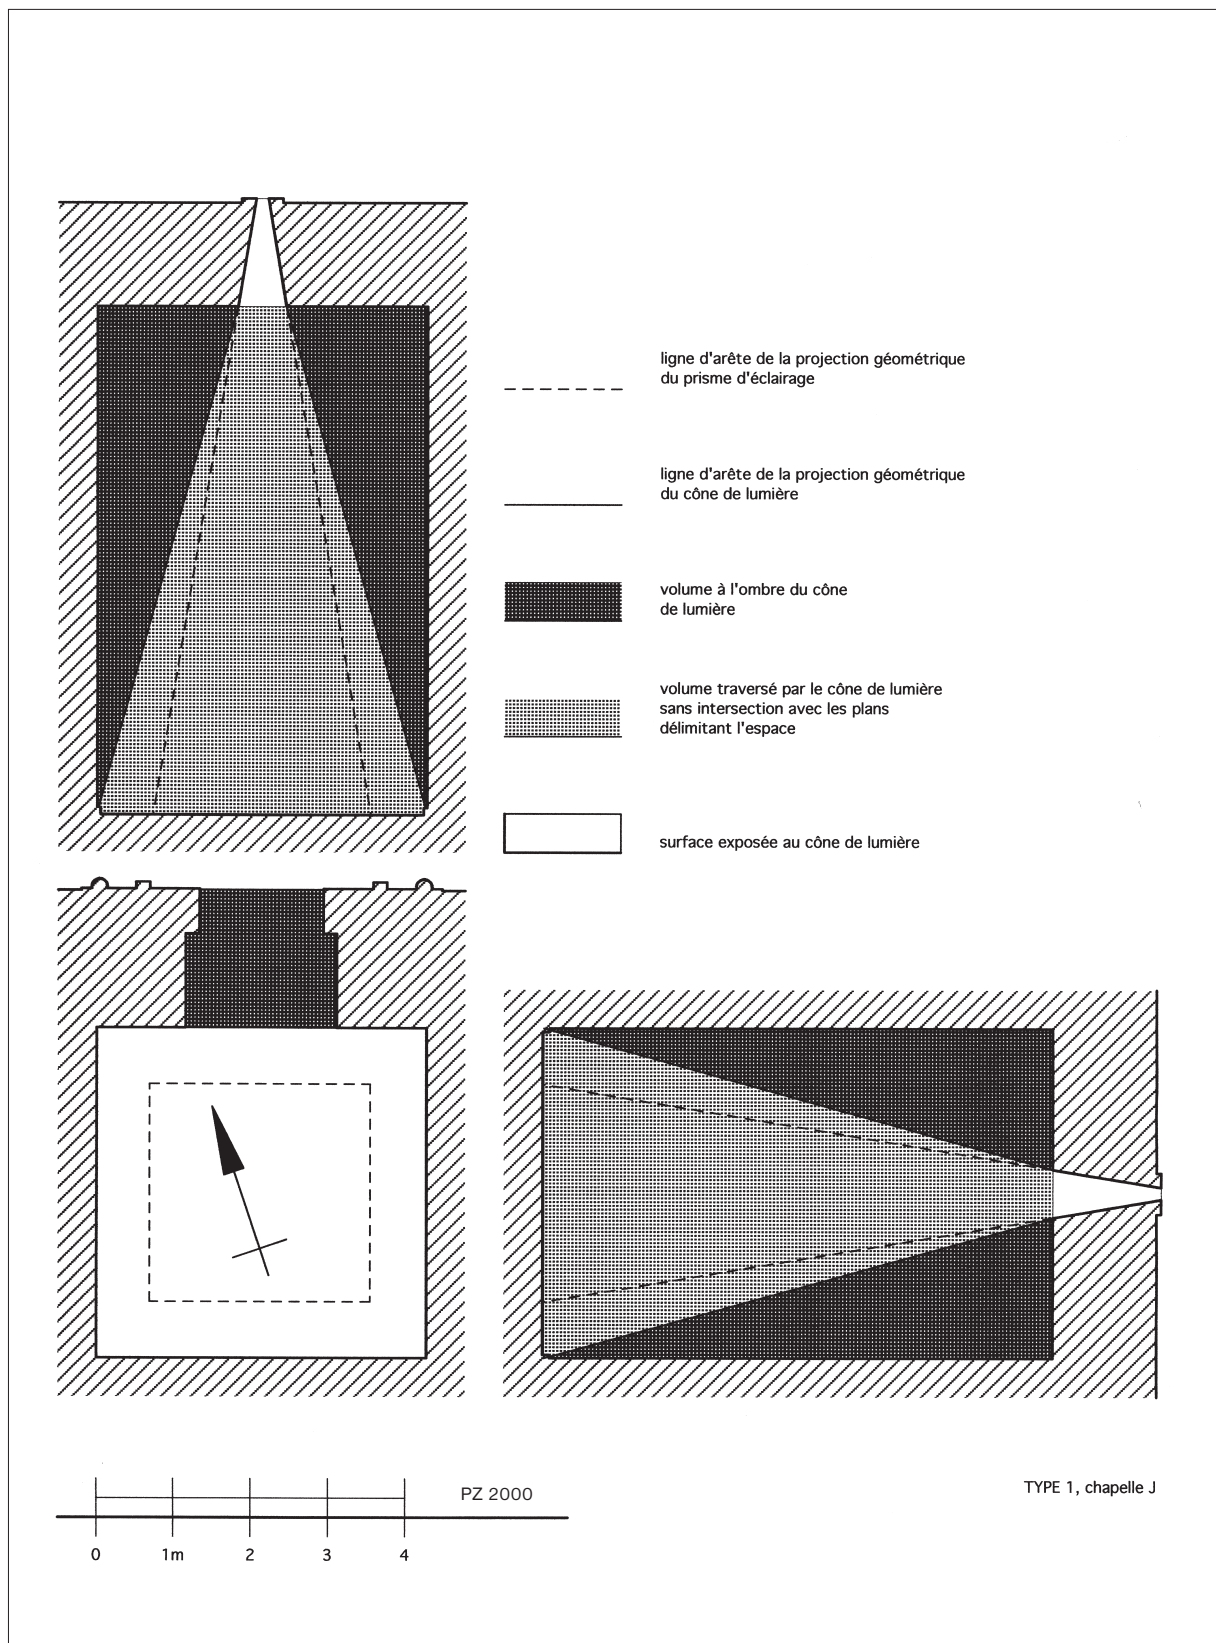 ligne d'arête de la projection géométrique
du prisme d'éclairage
ligne d'arête de la projection géométrique
du cône de lumière
volume à l'ombre du cône
de lumière
volume traversé par le cône de lumière
sans intersection avec les plans
délimitant l'espace
surface exposée au cône de lumière
PZ 2000
TYPE 1, chapelle J
0 1m 2 3 4